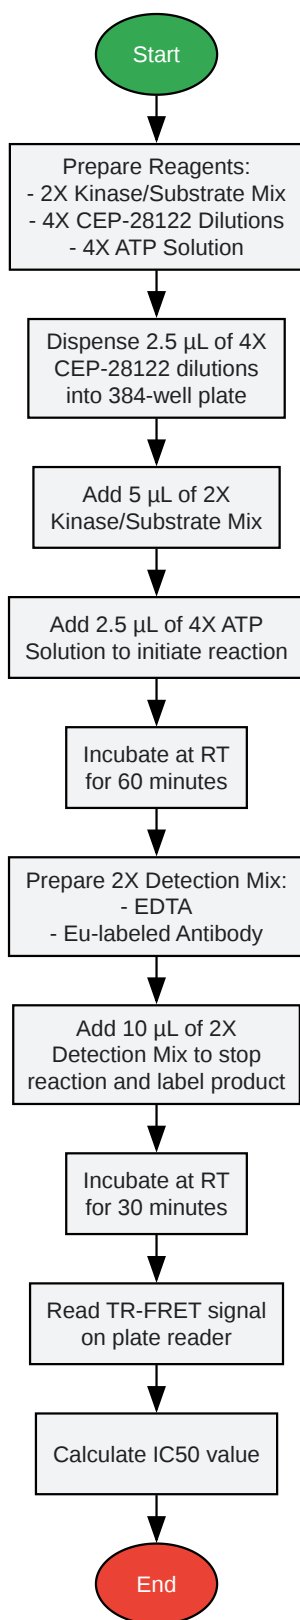 Start
Prepare Reagents:
- 2X Kinase/Substrate Mix
- 4X CEP-28122 Dilutions
- 4X ATP Solution
Dispense 2.5 µL of 4X
CEP-28122 dilutions
into 384-well plate
Add 5 µL of 2X
Kinase/Substrate Mix
Add 2.5 µL of 4X ATP
Solution to initiate reaction
Incubate at RT
for 60 minutes
Prepare 2X Detection Mix:
- EDTA
- Eu-labeled Antibody
Add 10 µL of 2X
Detection Mix to stop
reaction and label product
Incubate at RT
for 30 minutes
Read TR-FRET signal
on plate reader
Calculate IC50 value
End